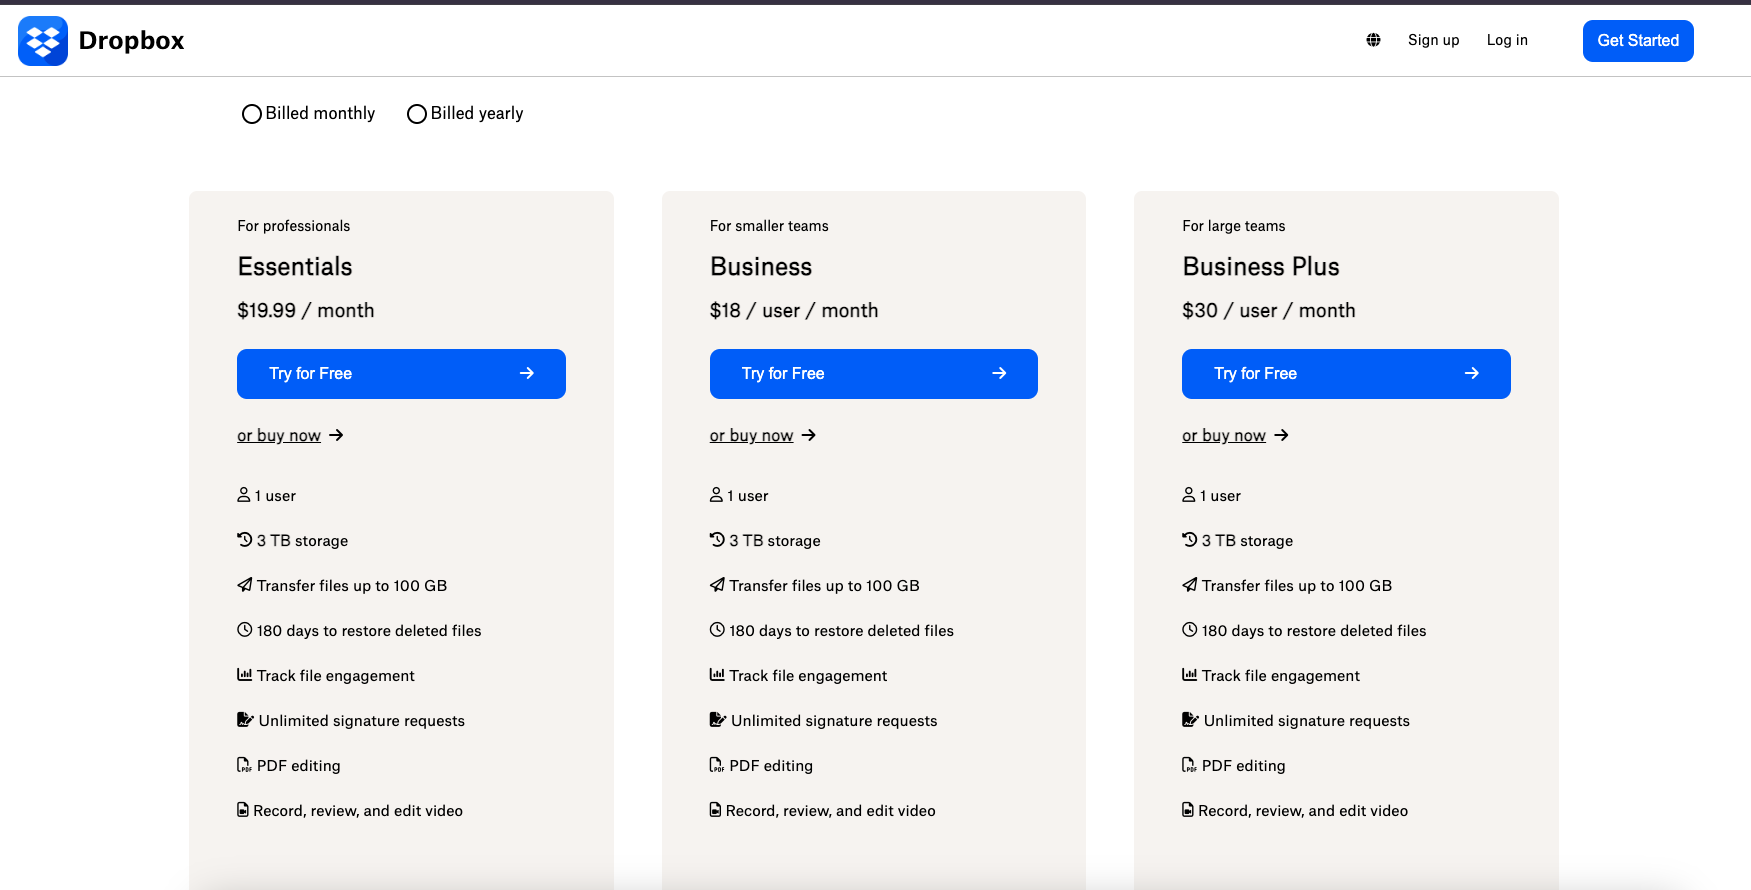 Dropbox
Sign up
Log in
Get Started
Billed monthly
Billed yearly
For professionals
Essentials
$19.99 / month
Try for Free
or buy now
1 user
3 TB storage
Transfer files up to 100 GB
180 days to restore deleted files
Track file engagement
Unlimited signature requests
PDF editing
Record, review, and edit video
For smaller teams
Business
$18 / user / month
Try for Free
or buy now
1 user
3 TB storage
Transfer files up to 100 GB
180 days to restore deleted files
Track file engagement
Unlimited signature requests
PDF editing
Record, review, and edit video
For large teams
Business Plus
$30 / user / month
Try for Free
or buy now
1 user
3 TB storage
Transfer files up to 100 GB
180 days to restore deleted files
Track file engagement
Unlimited signature requests
PDF editing
Record, review, and edit video